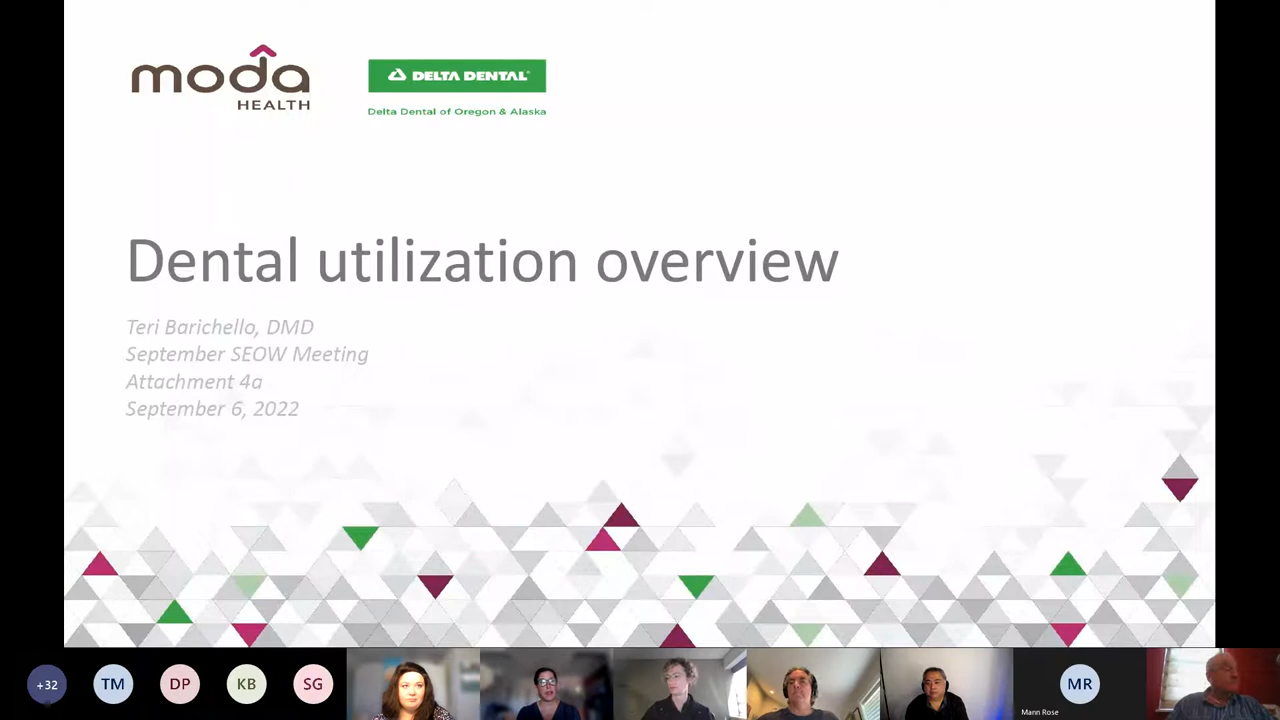 moda
HEALTH
DELTA DENTAL
Delta Dental of Oregon & Alaska
Dental utilization overview
Teri Barichello, DMD
September SEOW Meeting
Attachment 4a
September 6, 2022
+32
TM
DP
KB
SG
MR
Mann Rose